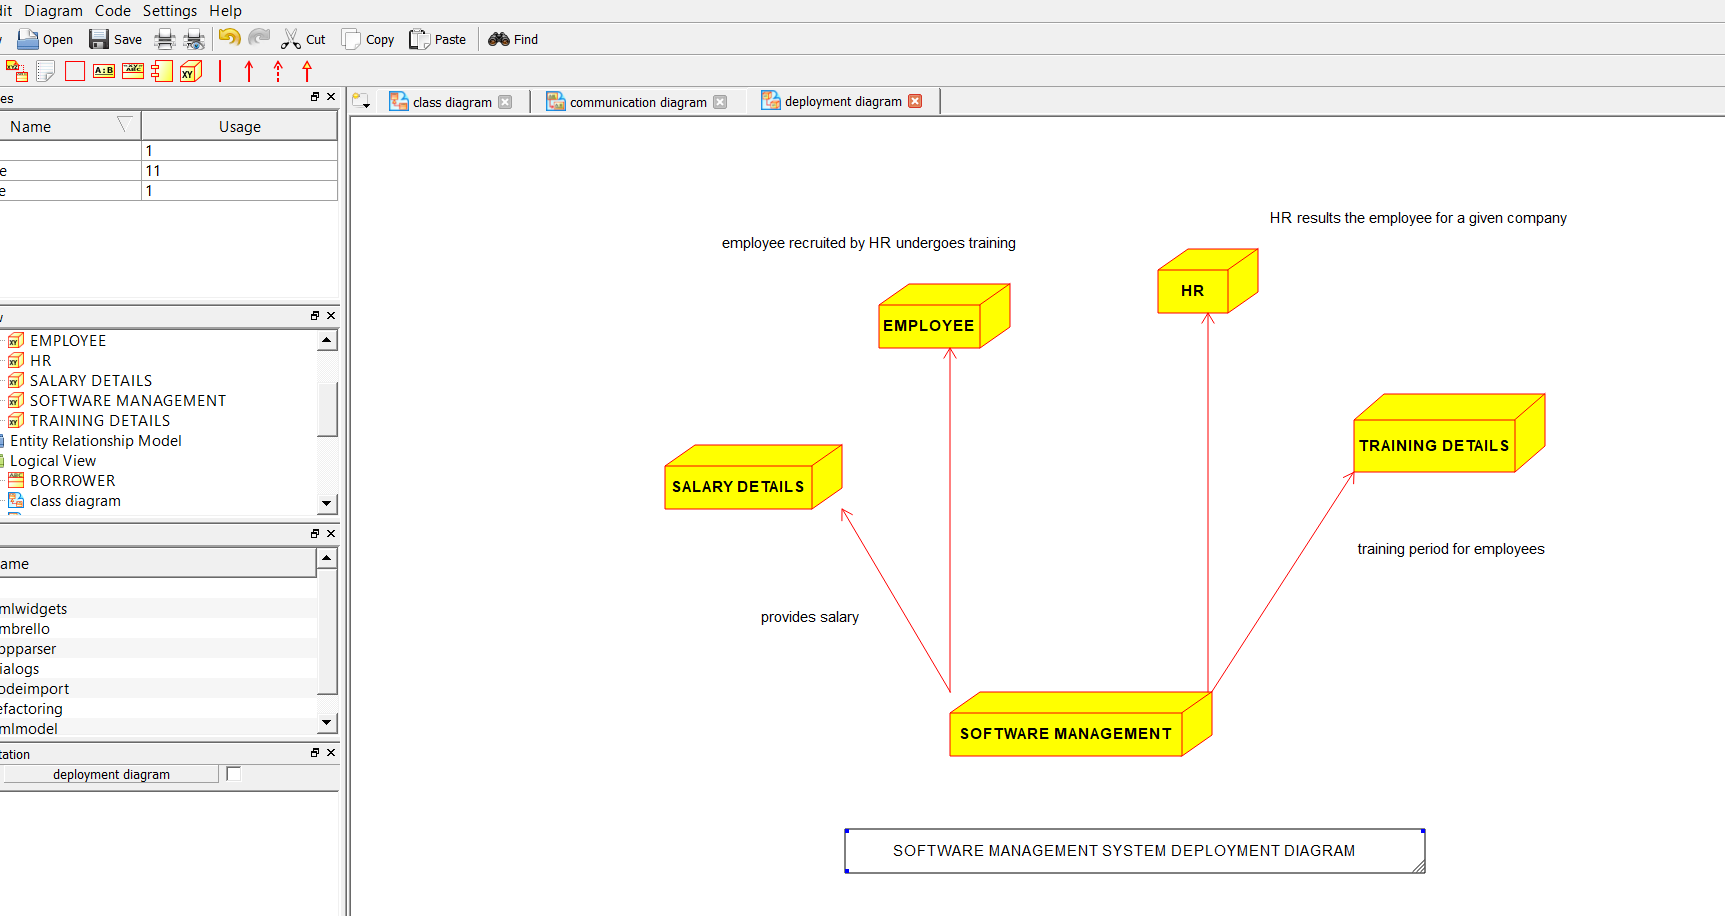 dit Diagram Code Settings Help
Open Save Cut Copy Paste Find
A:B
XY
es
class diagram communication diagram deployment diagram
Name Usage
1
e 11
e 1
EMPLOYEE
HR
SALARY DETAILS
SOFTWARE MANAGEMENT
TRAINING DETAILS
Entity Relationship Model
Logical View
BORROWER
class diagram
ame
mlwidgets
mbrello
ppparser
ialogs
odeimport
efactoring
mlmodel
tation
deployment diagram
HR results the employee for a given company
employee recruited by HR undergoes training
HR
EMPLOYEE
TRAINING DETAILS
SALARY DETAILS
training period for employees
provides salary
SOFTWARE MANAGEMENT
SOFTWARE MANAGEMENT SYSTEM DEPLOYMENT DIAGRAM